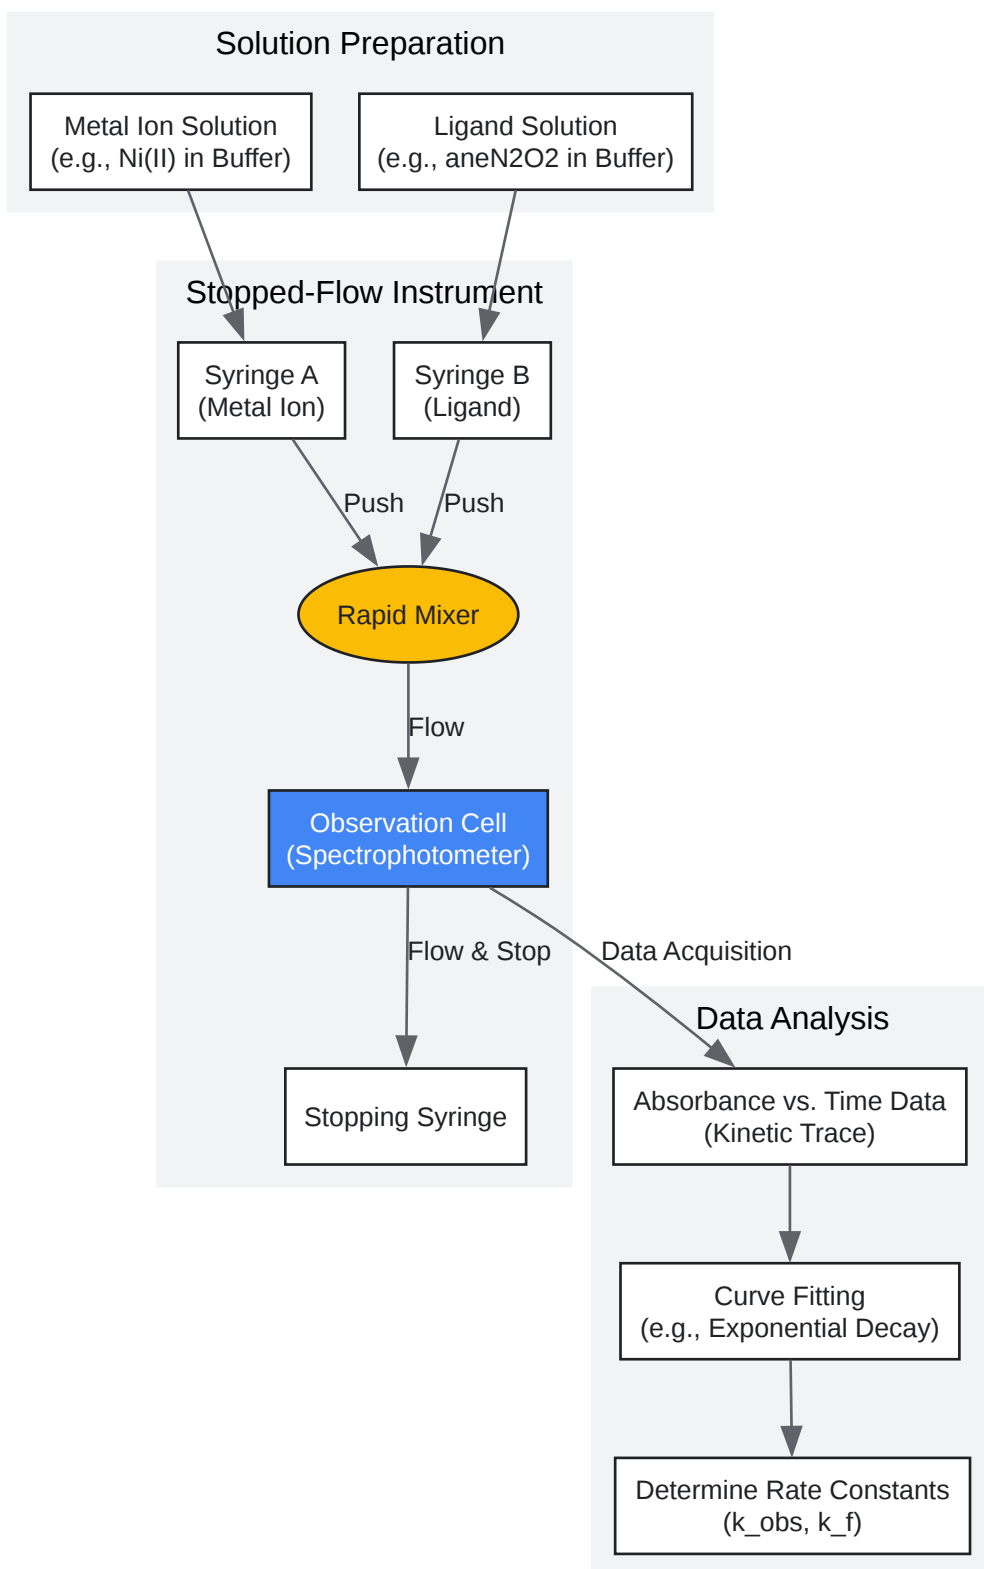 Solution Preparation
Metal Ion Solution
(e.g., Ni(II) in Buffer)
Ligand Solution
(e.g., aneN2O2 in Buffer)
Stopped-Flow Instrument
Syringe A
(Metal Ion)
Syringe B
(Ligand)
Push
Push
Rapid Mixer
Flow
Observation Cell
(Spectrophotometer)
Flow & Stop
Data Acquisition
Stopping Syringe
Data Analysis
Absorbance vs. Time Data
(Kinetic Trace)
Curve Fitting
(e.g., Exponential Decay)
Determine Rate Constants
(k_obs, k_f)